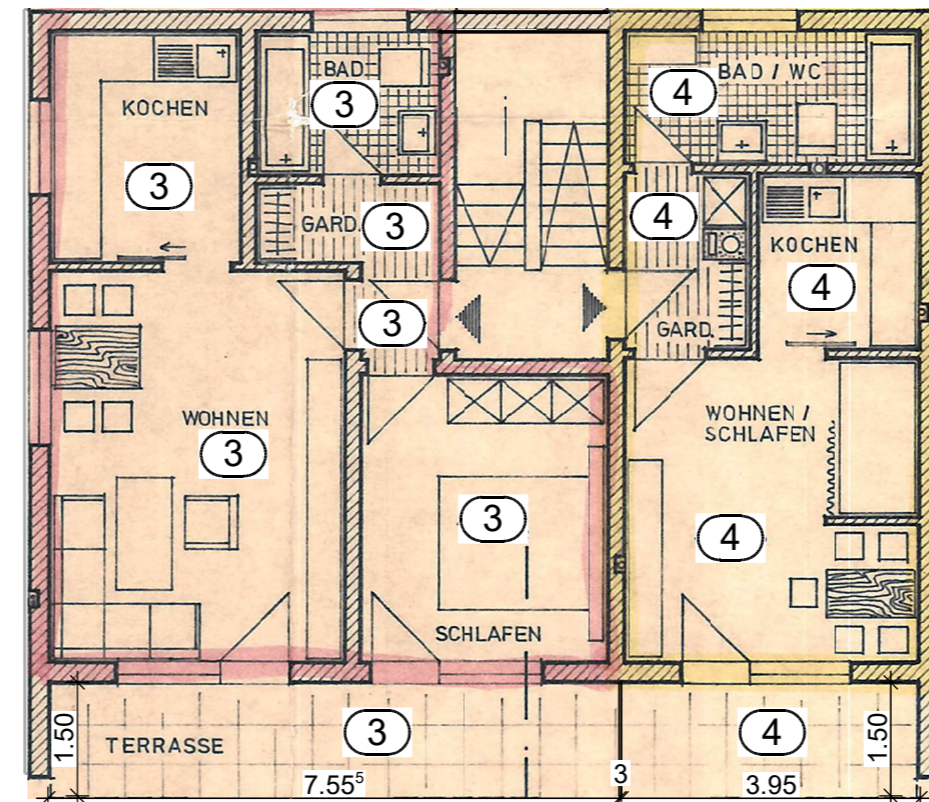 BAD
3
BAD / WC
4
KOCHEN
3
GARD.
3
4
KOCHEN
4
3
GARD.
WOHNEN
3
WOHNEN /
SCHLAFEN
3
4
SCHLAFEN
1.50
TERRASSE
3
4
1.50
7.55⁵
3
3.95